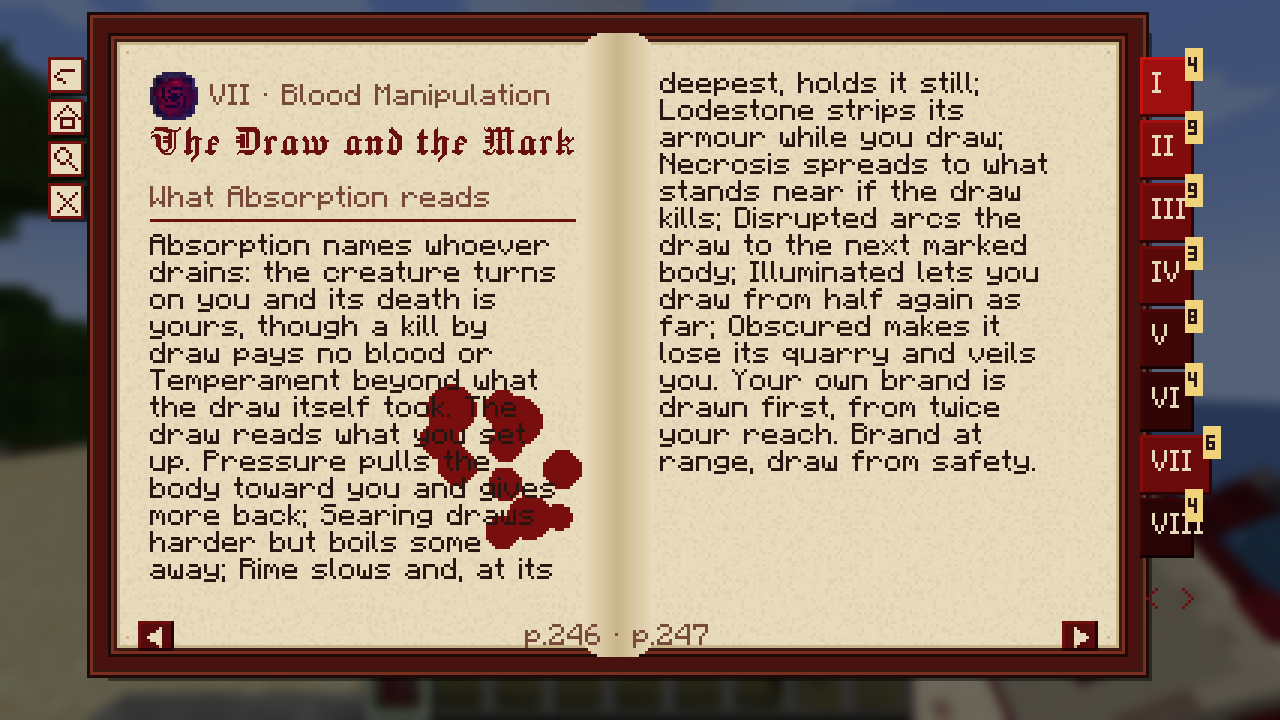 VII · Blood Manipulation
The Draw and the Mark
What Absorption reads
Absorption names whoever
drains: the creature turns
on you and its death is
yours, though a kill by
draw pays no blood or
Temperament beyond what
the draw itself took. The
draw reads what you set
up. Pressure pulls the
body toward you and gives
more back; Searing draws
harder but boils some
away; Rime slows and, at its
deepest, holds it still;
Lodestone strips its
armour while you draw;
Necrosis spreads to what
stands near if the draw
kills; Disrupted arcs the
draw to the next marked
body; Illuminated lets you
draw from half again as
far; Obscured makes it
lose its quarry and veils
you. Your own brand is
drawn first, from twice
your reach. Brand at
range, draw from safety.
p.246 · p.247
I 4
II 9
III 9
IV 3
V 8
VI 4
VII 6
VIII 4
< >